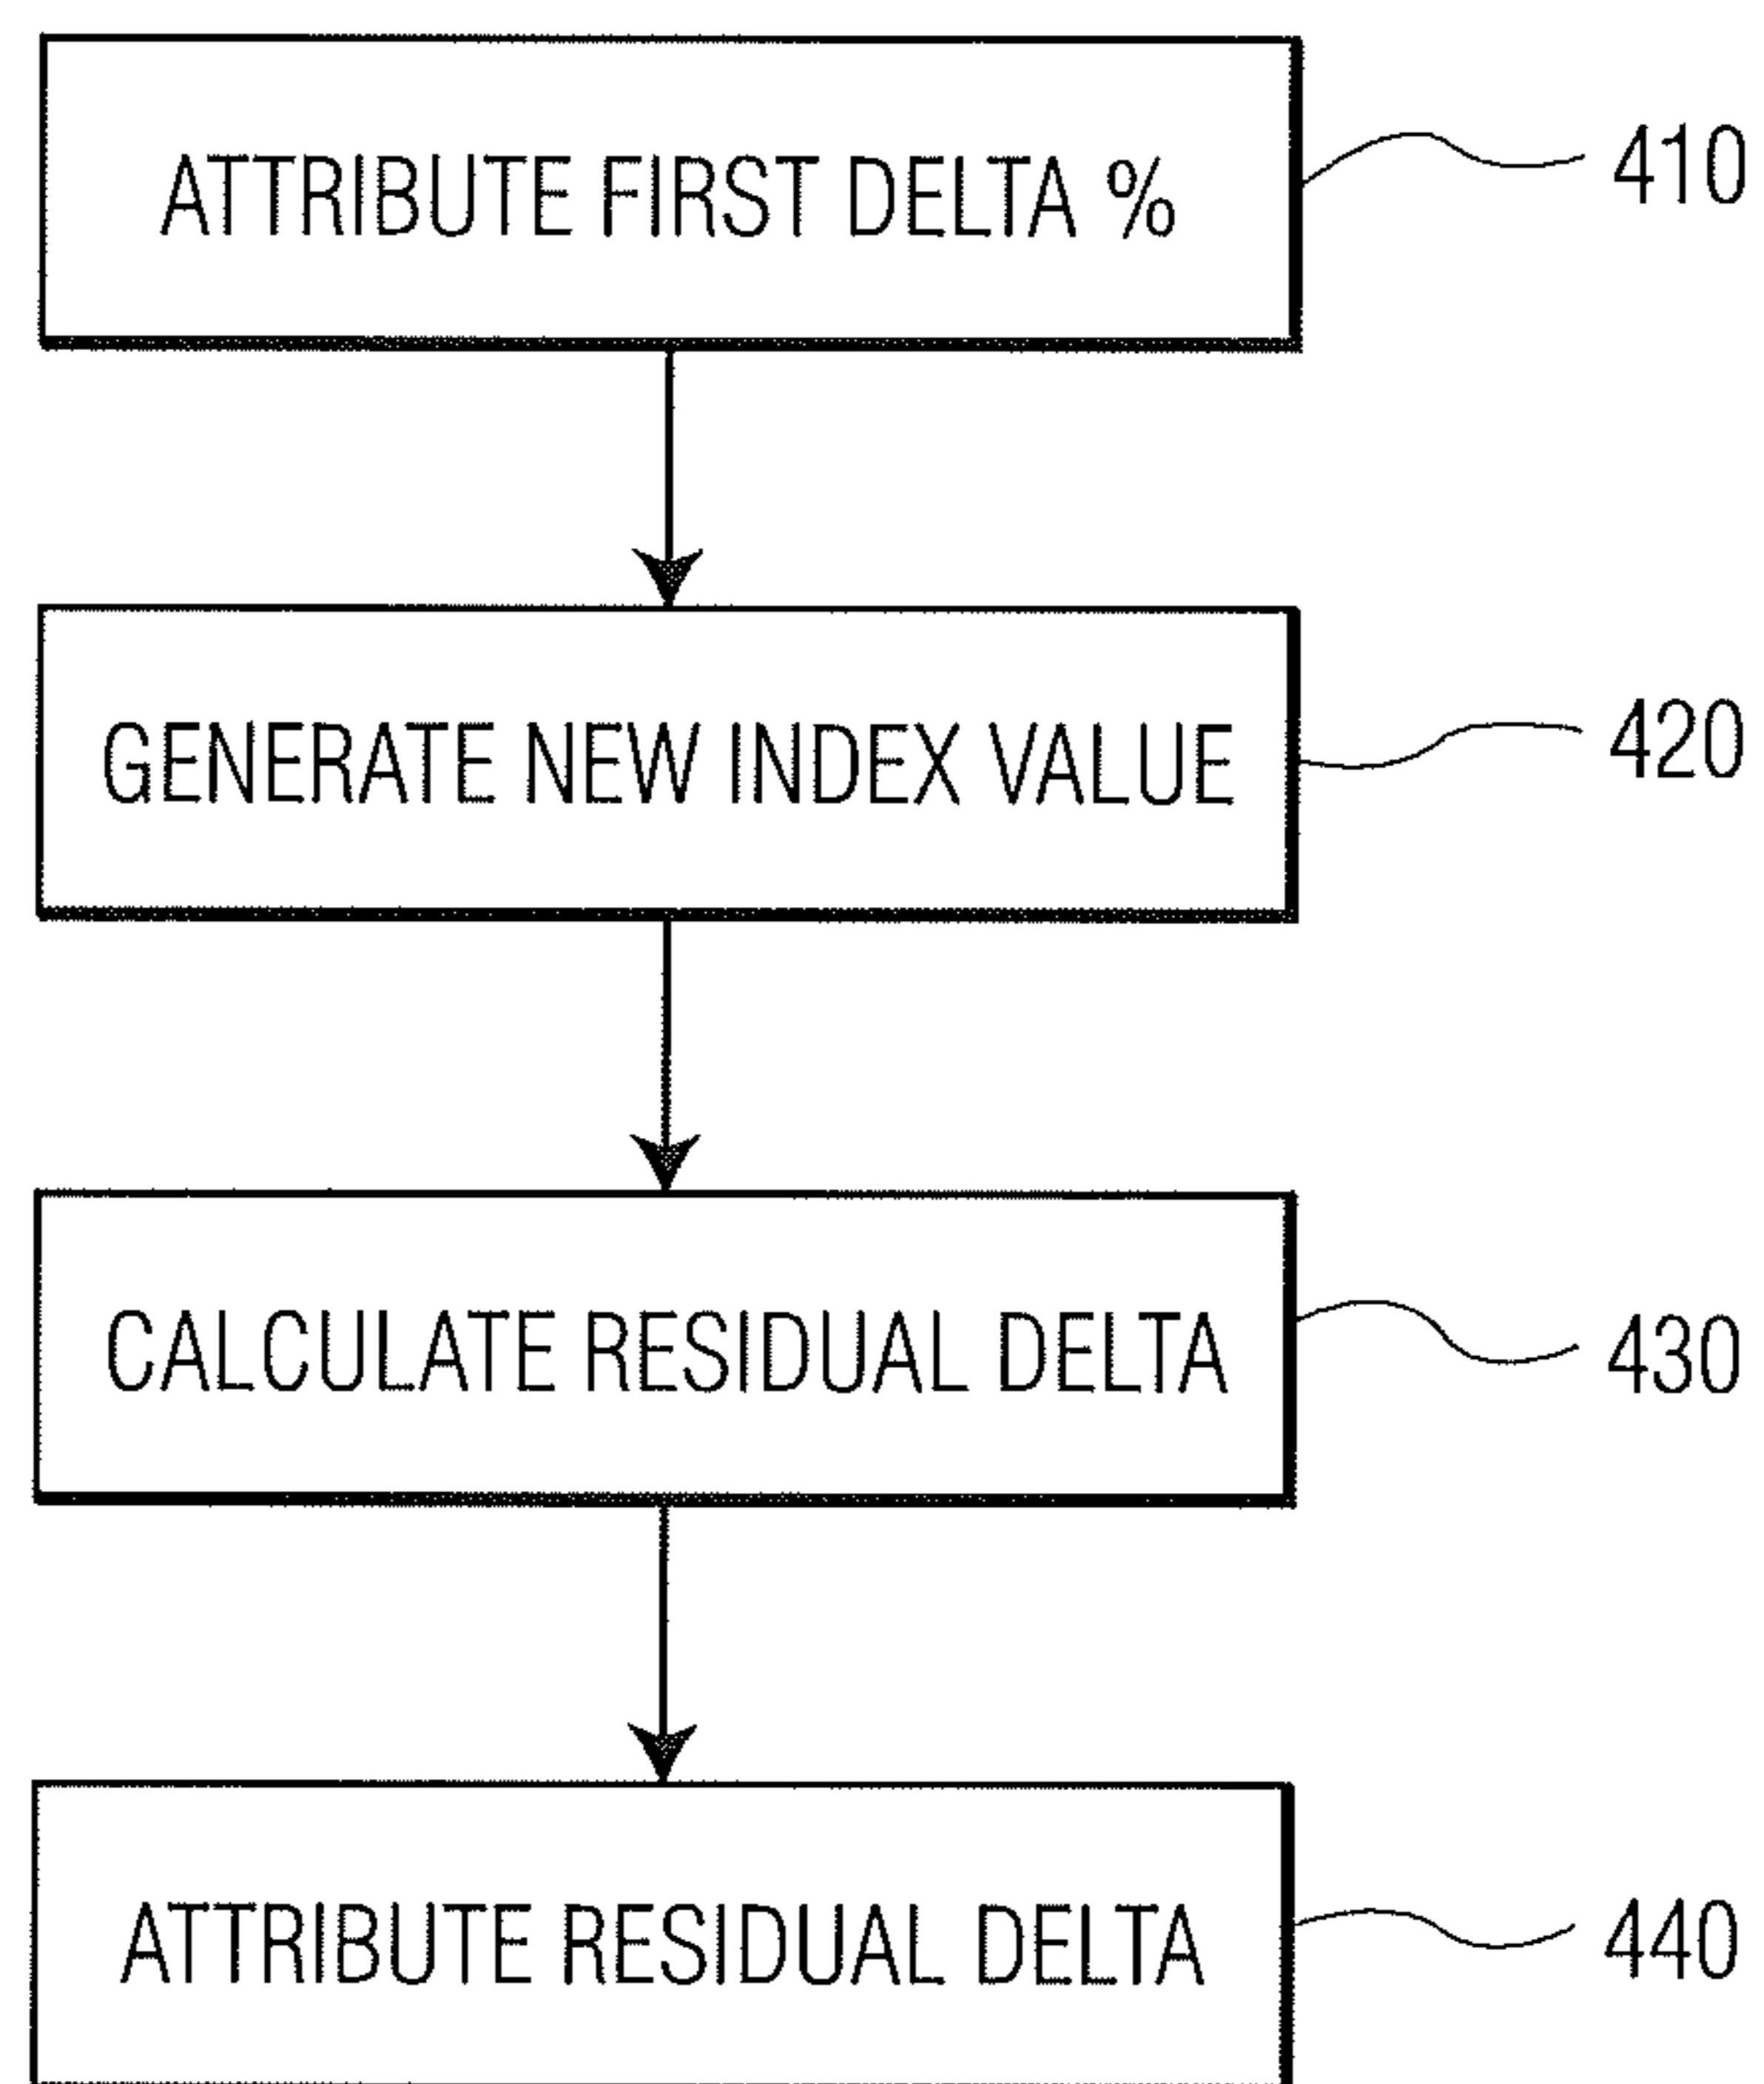 ATTRIBUTE FIRST DELTA %
410
GENERATE NEW INDEX VALUE
420
CALCULATE RESIDUAL DELTA
430
ATTRIBUTE RESIDUAL DELTA
440